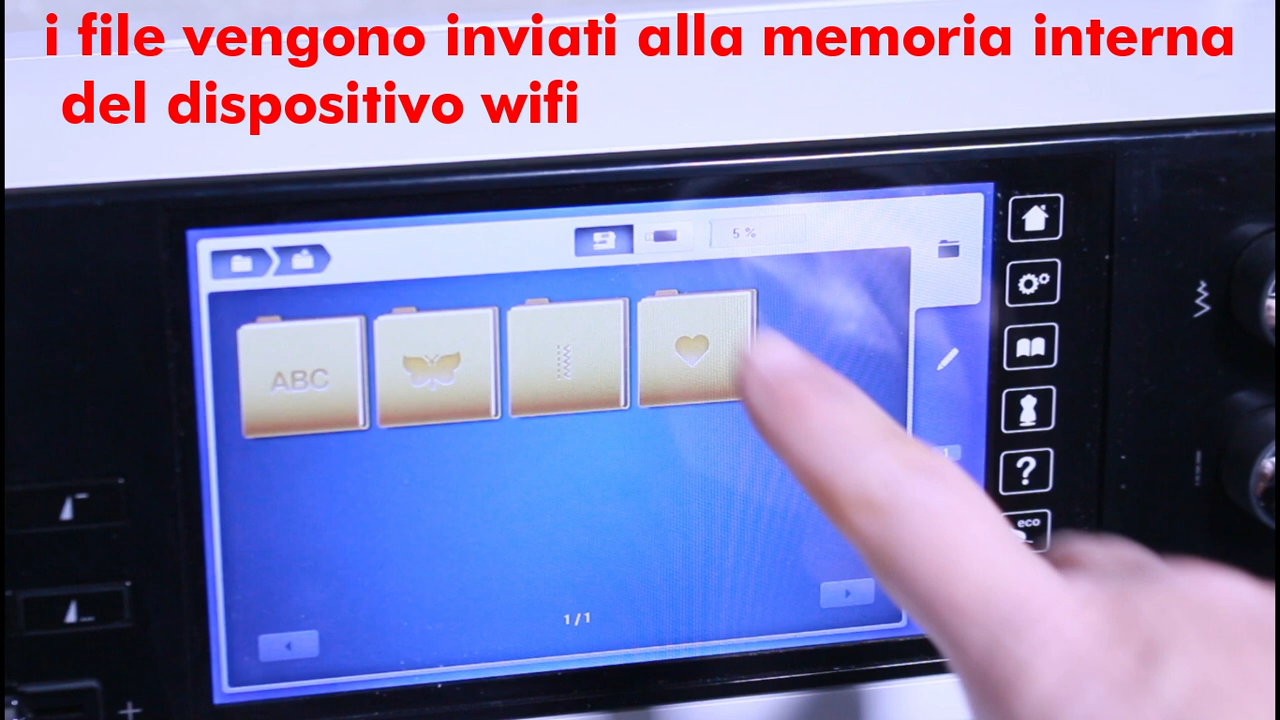 i file vengono inviati alla memoria interna
del dispositivo wifi
5 %
ABC
?
1/1
eco
+